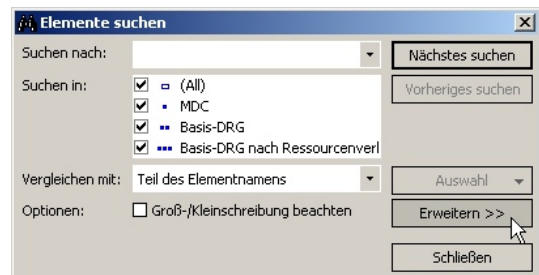 Elemente suchen
Suchen nach:
Nächstes suchen
Suchen in:
(All)
MDC
Basis-DRG
Basis-DRG nach Ressourcenverl
Vorheriges suchen
Vergleichen mit: Teil des Elementnamens
Auswahl
Optionen: Groß-/Kleinschreibung beachten
Erweitern >>
Schließen